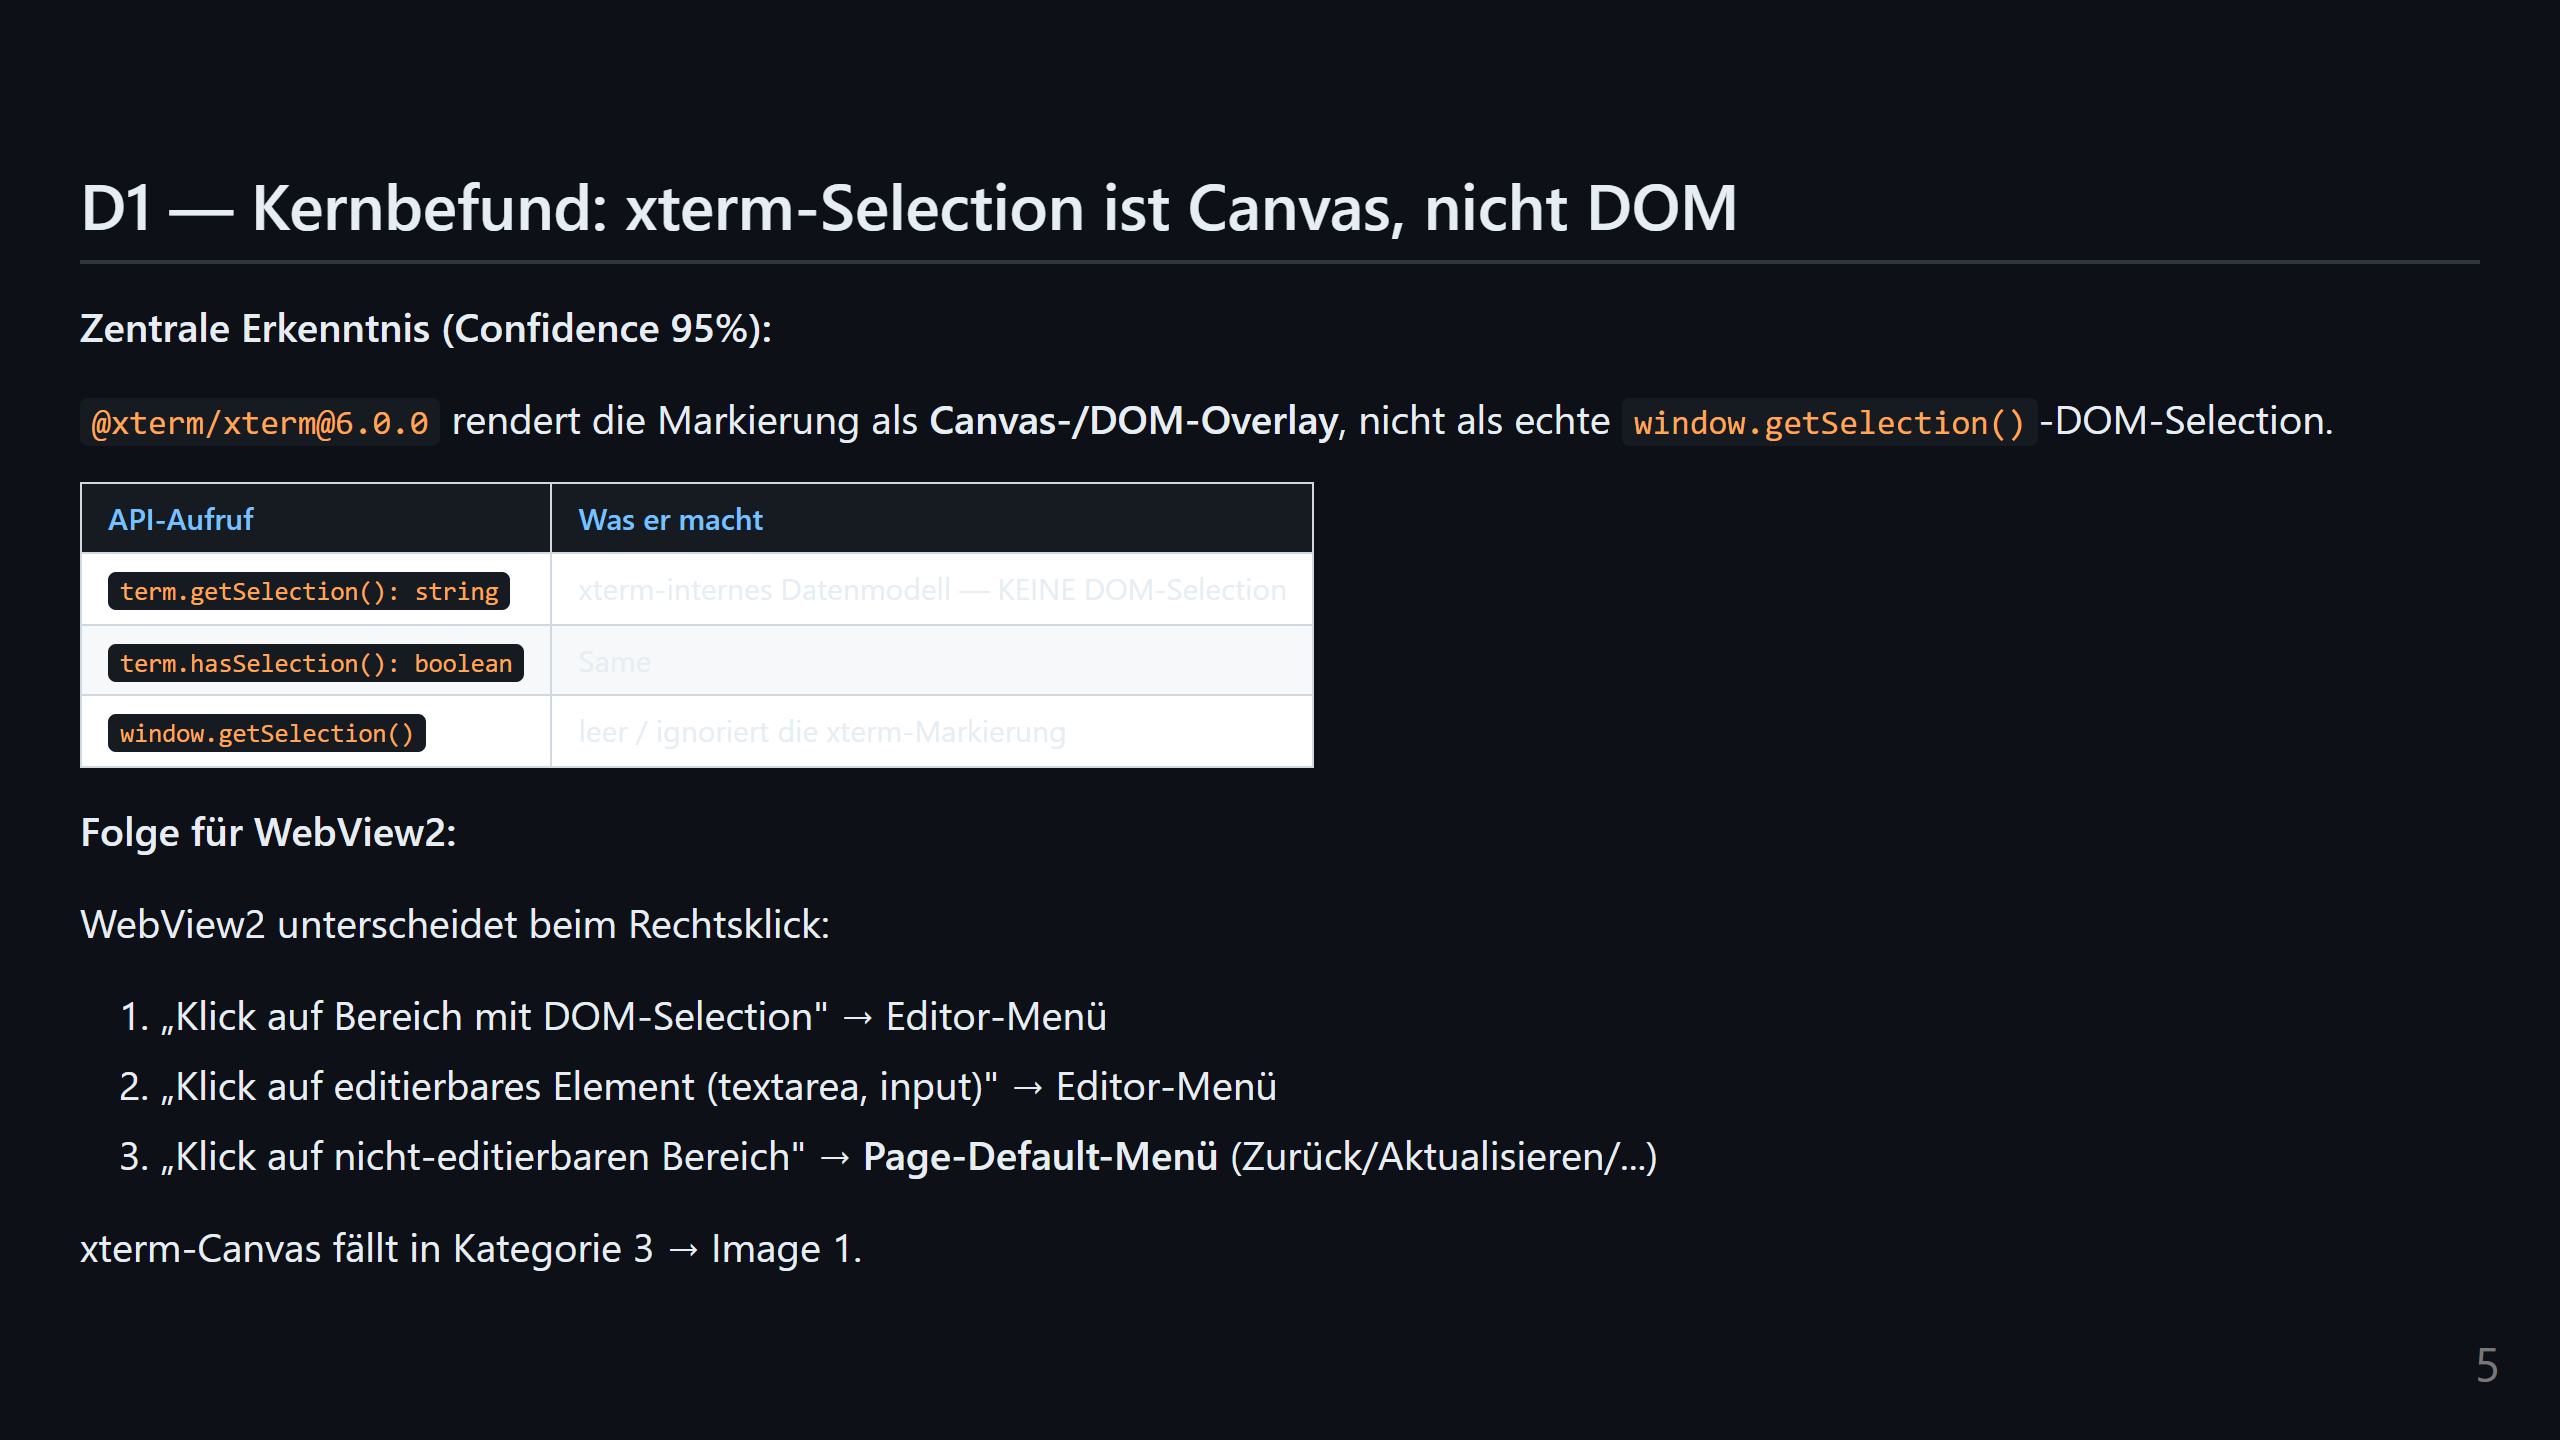 D1 — Kernbefund: xterm-Selection ist Canvas, nicht DOM
Zentrale Erkenntnis (Confidence 95%):
@xterm/xterm@6.0.0 rendert die Markierung als Canvas-/DOM-Overlay, nicht als echte window.getSelection() -DOM-Selection.
API-Aufruf Was er macht
term.getSelection(): string xterm-internes Datenmodell — KEINE DOM-Selection
term.hasSelection(): boolean Same
window.getSelection() leer / ignoriert die xterm-Markierung
Folge für WebView2:
WebView2 unterscheidet beim Rechtsklick:
1. „Klick auf Bereich mit DOM-Selection" → Editor-Menü
2. „Klick auf editierbares Element (textarea, input)" → Editor-Menü
3. „Klick auf nicht-editierbaren Bereich" → Page-Default-Menü (Zurück/Aktualisieren/...)
xterm-Canvas fällt in Kategorie 3 → Image 1.
5